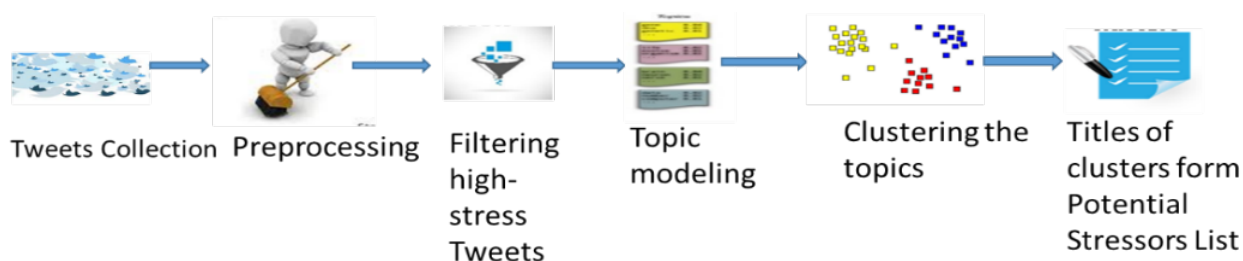 Tweets Collection
Preprocessing
Filtering
high-
stress
Tweets
Topic
modeling
Clustering the
topics
Titles of
clusters form
Potential
Stressors List